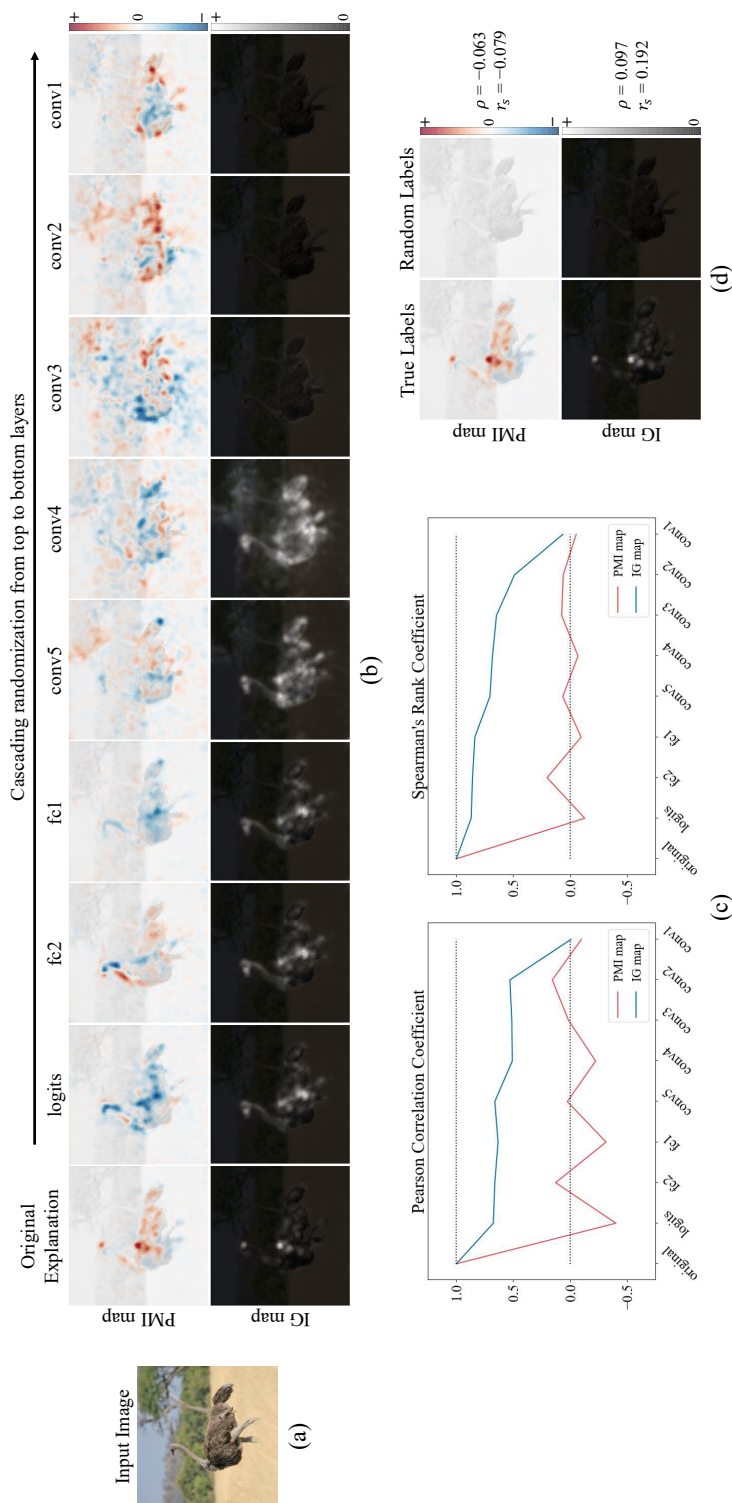 Input Image
(a)
Cascading randomization from top to bottom layers
Original
Explanation
logits
fc2
fc1
conv5
conv4
conv3
conv2
conv1
PMI map
+
0
−
IG map
+
0
(b)
Pearson Correlation Coefficient
1.0
0.5
0.0
−0.5
PMI map
IG map
original
logits
fc2
fc1
conv5
conv4
conv3
conv2
conv1
Spearman's Rank Coefficient
1.0
0.5
0.0
−0.5
PMI map
IG map
original
logits
fc2
fc1
conv5
conv4
conv3
conv2
conv1
(c)
True Labels
Random Labels
PMI map
+
0
−
ρ = −0.063
r_s = −0.079
IG map
+
0
ρ = 0.097
r_s = 0.192
(d)